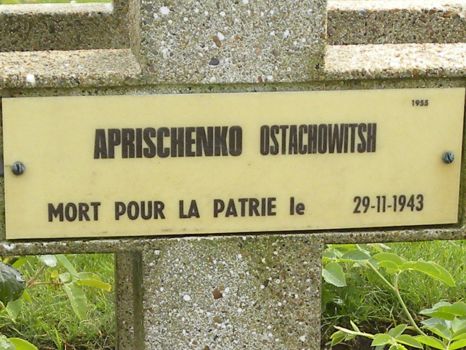 1955
APRISCHENKO OSTACHOWITSH
MORT POUR LA PATRIE le 29-11-1943